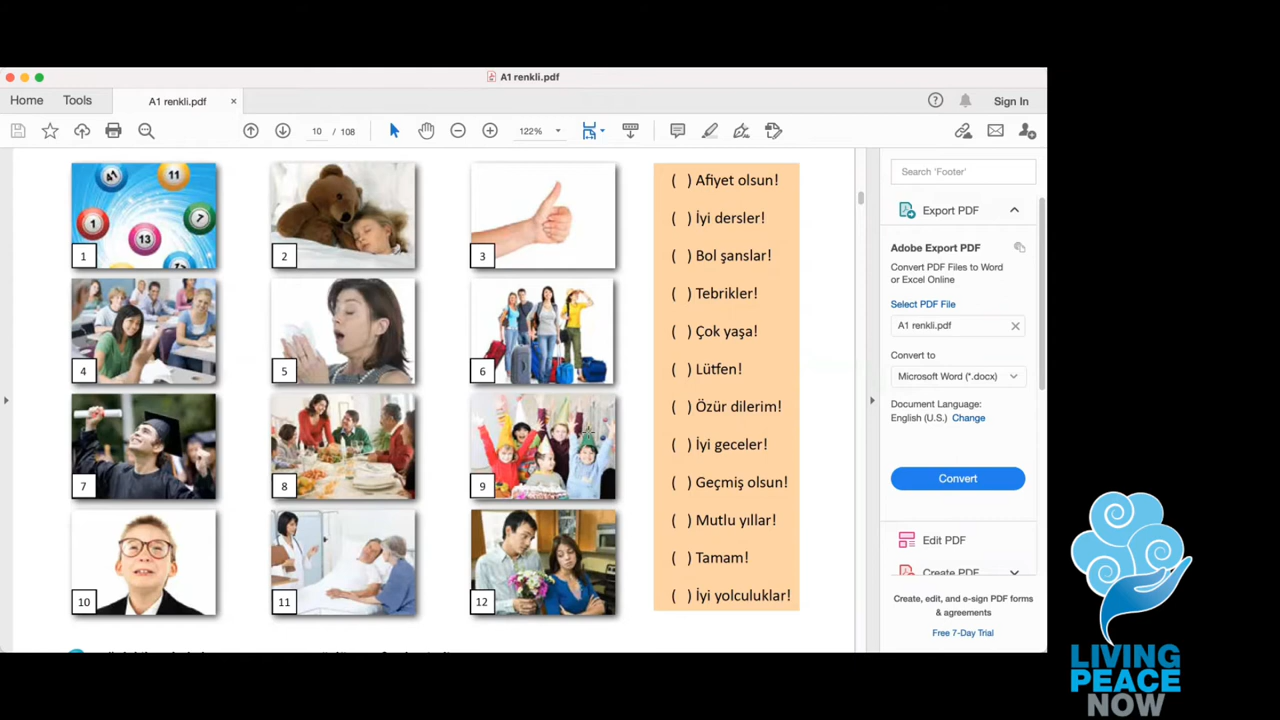 A1 renkli.pdf
Home
Tools
A1 renkli.pdf
Sign In
10 / 108
122%
41
11
1
7
13
1
2
3
4
5
6
7
8
9
10
11
12
( ) Afiyet olsun!
( ) İyi dersler!
( ) Bol şanslar!
( ) Tebrikler!
( ) Çok yaşa!
( ) Lütfen!
( ) Özür dilerim!
( ) İyi geceler!
( ) Geçmiş olsun!
( ) Mutlu yıllar!
( ) Tamam!
( ) İyi yolculuklar!
Search 'Footer'
Export PDF
Adobe Export PDF
Convert PDF Files to Word
or Excel Online
Select PDF File
A1 renkli.pdf
Convert to
Microsoft Word (*.docx)
Document Language:
English (U.S.) Change
Convert
Edit PDF
Create PDF
Create, edit, and e-sign PDF forms
& agreements
Free 7-Day Trial
LIVING
PEACE
NOW